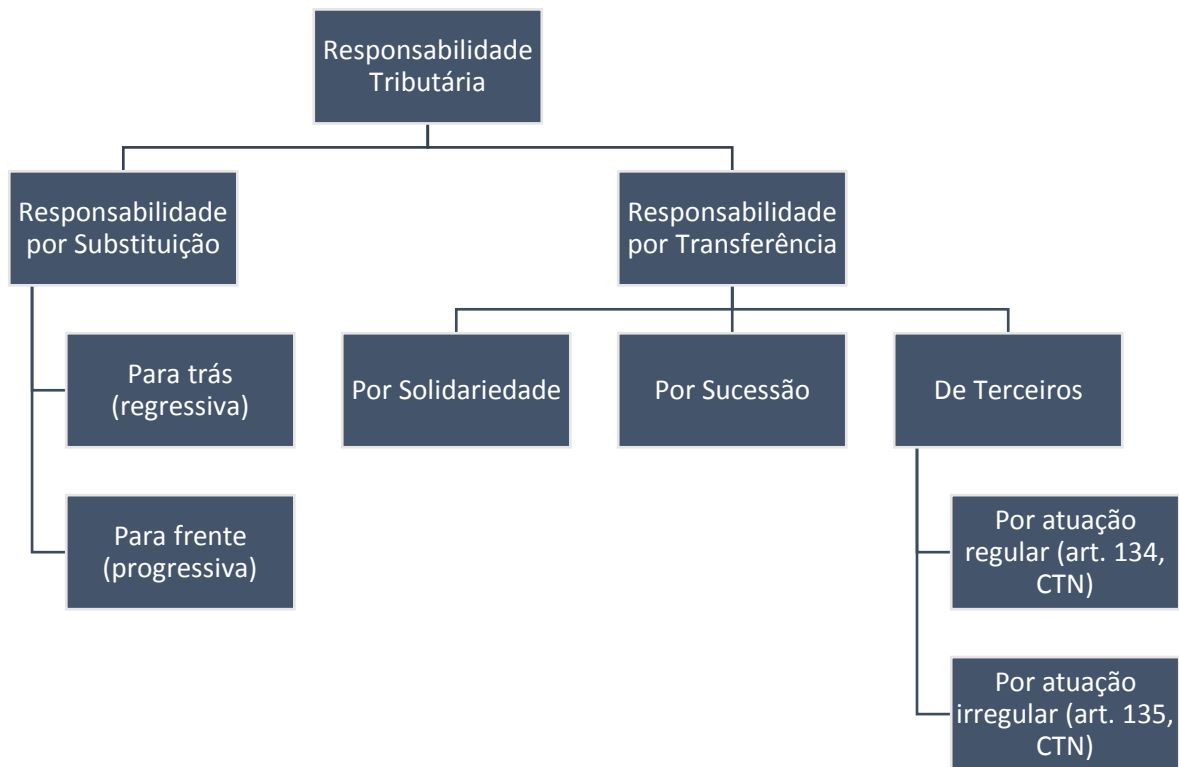 Responsabilidade
Tributária
Responsabilidade
por Substituição
Responsabilidade
por Transferência
Para trás
(regressiva)
Por Solidariedade
Por Sucessão
De Terceiros
Para frente
(progressiva)
Por atuação
regular (art. 134,
CTN)
Por atuação
irregular (art. 135,
CTN)